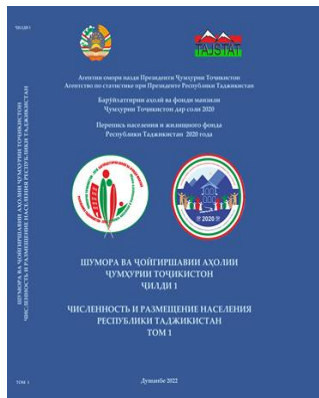 ҶИЛДИ 1
ШУМОРА ВА ҶОЙГИРШАВИИ АҲОЛИИ ҶУМҲУРИИ ТОҶИКИСТОН
ЧИСЛЕННОСТЬ И РАЗМЕЩЕНИЕ НАСЕЛЕНИЯ РЕСПУБЛИКИ ТАДЖИКИСТАН
ТОМ 1
TAJSTAT
Агентии омори назди Президенти Ҷумҳурии Тоҷикистон
Агентство по статистике при Президенте Республики Таджикистан
Барӯйхатгирии аҳолӣ ва фонди манзили
Ҷумҳурии Тоҷикистон дар соли 2020
Перепись населения и жилищного фонда
Республики Таджикистан 2020 года
2020
ШУМОРА ВА ҶОЙГИРШАВИИ АҲОЛИИ
ҶУМҲУРИИ ТОҶИКИСТОН
ҶИЛДИ 1
ЧИСЛЕННОСТЬ И РАЗМЕЩЕНИЕ НАСЕЛЕНИЯ
РЕСПУБЛИКИ ТАДЖИКИСТАН
ТОМ 1
Душанбе 2022